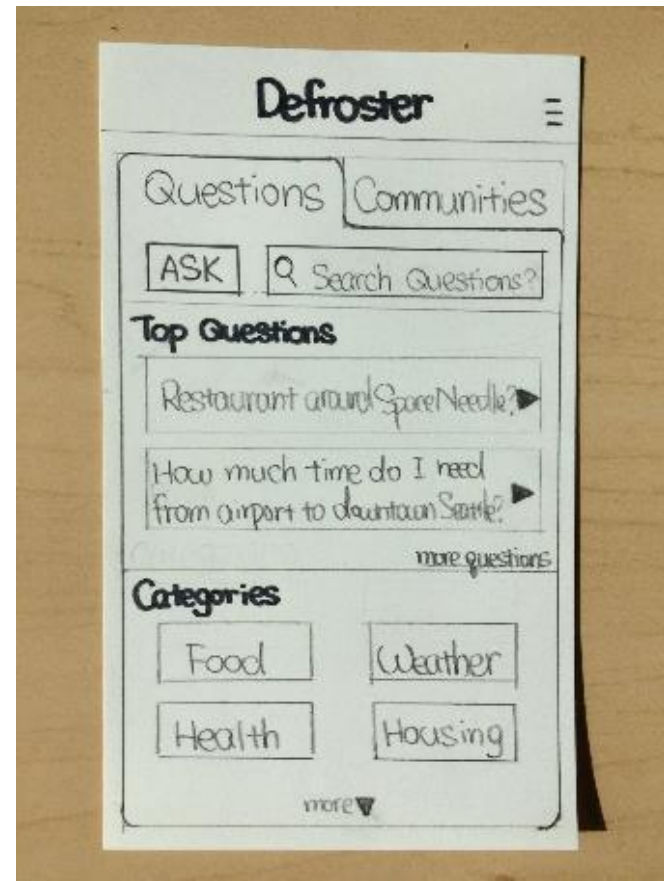 Defroster
Questions Communities
ASK Search Questions?
Top Questions
Restaurant around Space Needle?
How much time do I need
from airport to downtown Seattle?
more questions
Categories
Food Weather
Health Housing
more